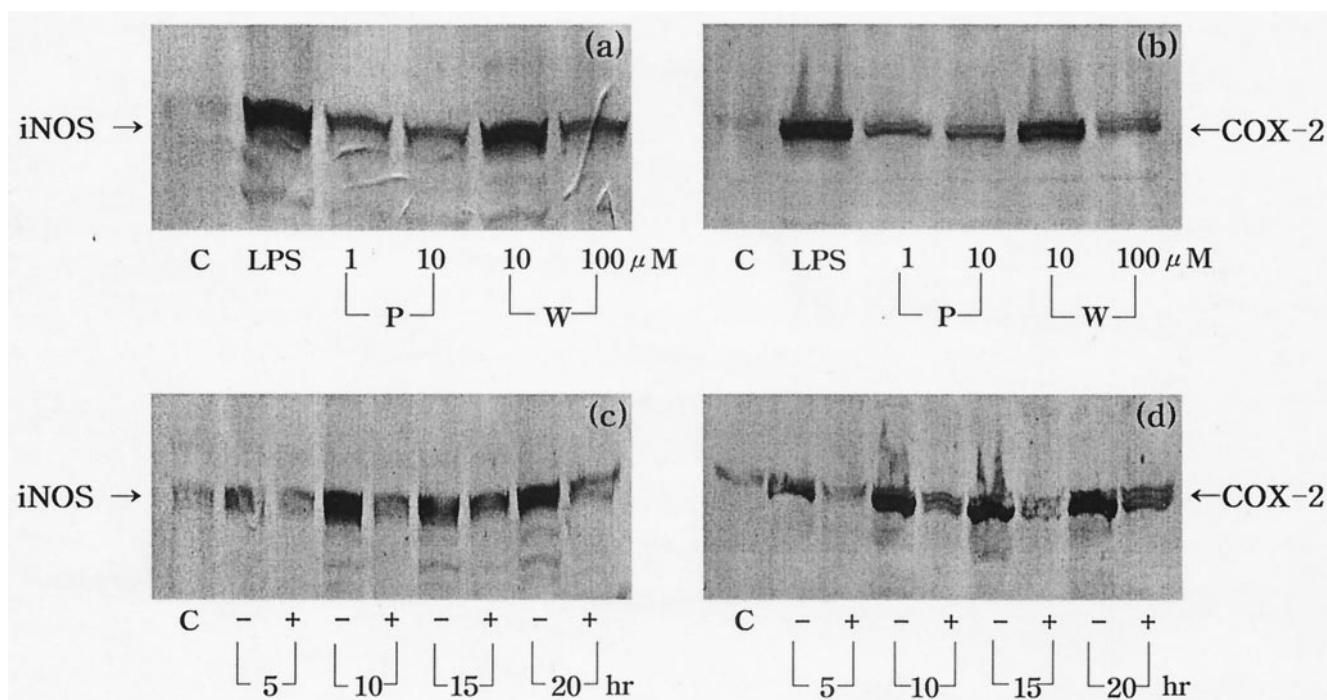 (a)
iNOS →
C LPS 1 10 10 100 μM
P W
(b)
←COX-2
C LPS 1 10 10 100 μM
P W
(c)
iNOS →
C − + − + − + − +
5 10 15 20 hr
(d)
←COX-2
C − + − + − + − +
5 10 15 20 hr